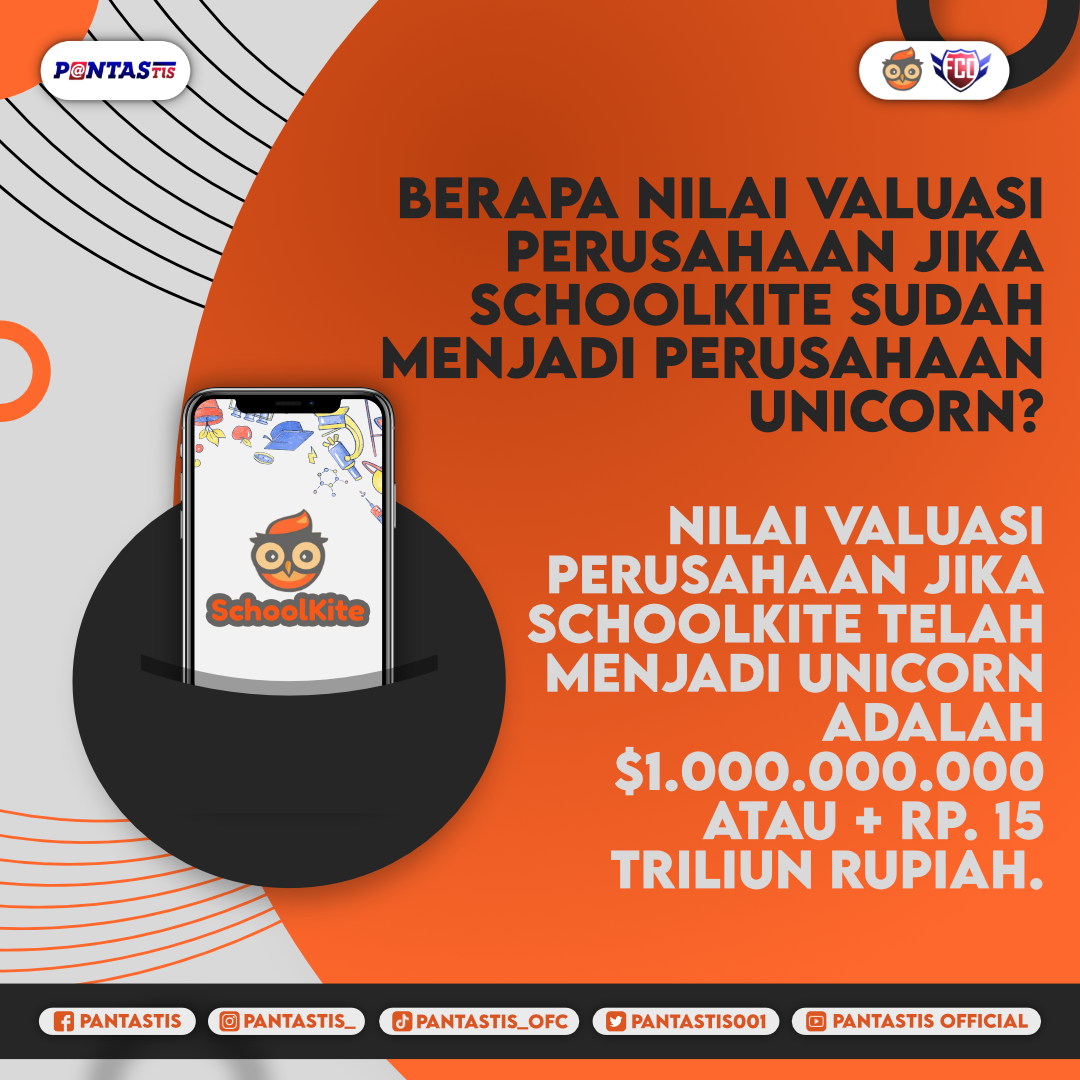 P@NTASTIS
FCO
BERAPA NILAI VALUASI
PERUSAHAAN JIKA
SCHOOLKITE SUDAH
MENJADI PERUSAHAAN
UNICORN?
SchoolKite
NILAI VALUASI
PERUSAHAAN JIKA
SCHOOLKITE TELAH
MENJADI UNICORN
ADALAH
$1.000.000.000
ATAU + RP. 15
TRILIUN RUPIAH.
PANTASTIS
PANTASTIS_
PANTASTIS_OFC
PANTASTIS001
PANTASTIS OFFICIAL